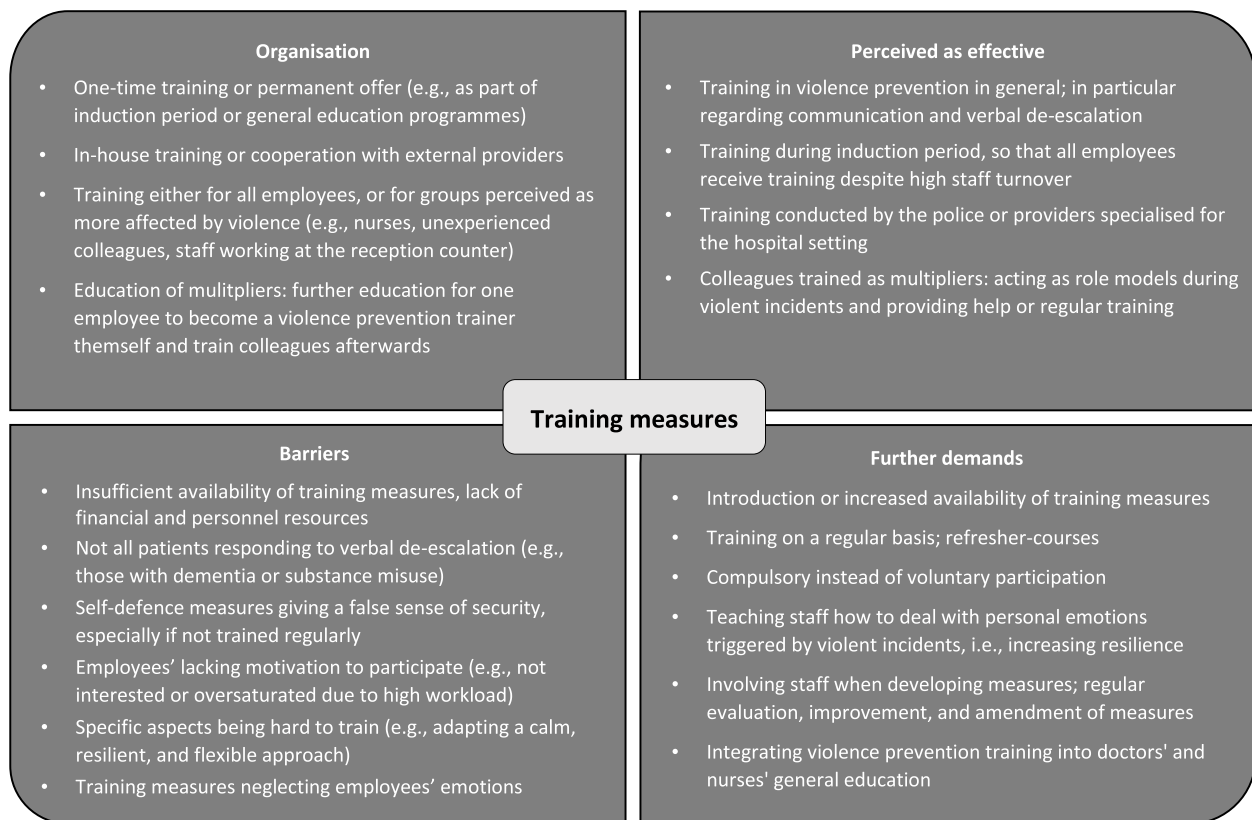 Organisation
• One-time training or permanent offer (e.g., as part of
induction period or general education programmes)
• In-house training or cooperation with external providers
• Training either for all employees, or for groups perceived as
more affected by violence (e.g., nurses, unexperienced
colleagues, staff working at the reception counter)
• Education of mulitpliers: further education for one
employee to become a violence prevention trainer
themself and train colleagues afterwards
Perceived as effective
• Training in violence prevention in general; in particular
regarding communication and verbal de-escalation
• Training during induction period, so that all employees
receive training despite high staff turnover
• Training conducted by the police or providers specialised for
the hospital setting
• Colleagues trained as multipliers: acting as role models during
violent incidents and providing help or regular training
Training measures
Barriers
• Insufficient availability of training measures, lack of
financial and personnel resources
• Not all patients responding to verbal de-escalation (e.g.,
those with dementia or substance misuse)
• Self-defence measures giving a false sense of security,
especially if not trained regularly
• Employees’ lacking motivation to participate (e.g., not
interested or oversaturated due to high workload)
• Specific aspects being hard to train (e.g., adapting a calm,
resilient, and flexible approach)
• Training measures neglecting employees’ emotions
Further demands
• Introduction or increased availability of training measures
• Training on a regular basis; refresher-courses
• Compulsory instead of voluntary participation
• Teaching staff how to deal with personal emotions
triggered by violent incidents, i.e., increasing resilience
• Involving staff when developing measures; regular
evaluation, improvement, and amendment of measures
• Integrating violence prevention training into doctors' and
nurses' general education